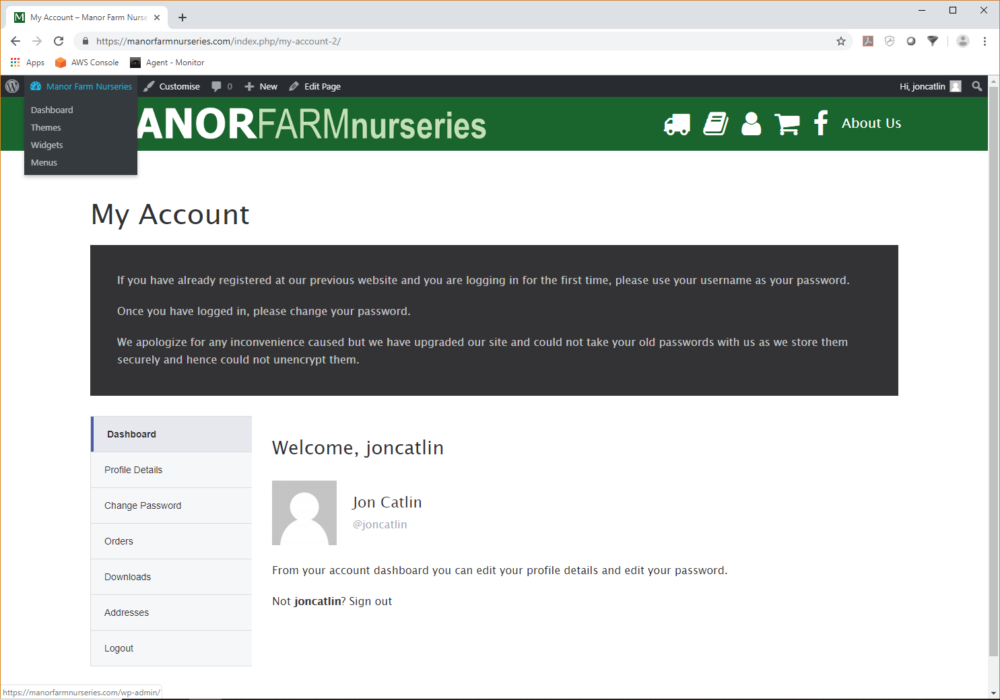 My Account – Manor Farm Nurse
https://manorfarmnurseries.com/index.php/my-account-2/
Apps AWS Console Agent - Monitor
Manor Farm Nurseries Customise 0 New Edit Page Hi, joncatlin
Dashboard
Themes
Widgets
Menus
ANORFARMnurseries About Us
My Account
If you have already registered at our previous website and you are logging in for the first time, please use your username as your password.
Once you have logged in, please change your password.
We apologize for any inconvenience caused but we have upgraded our site and could not take your old passwords with us as we store them
securely and hence could not unencrypt them.
Dashboard
Profile Details
Change Password
Orders
Downloads
Addresses
Logout
Welcome, joncatlin
Jon Catlin
@joncatlin
From your account dashboard you can edit your profile details and edit your password.
Not joncatlin? Sign out
https://manorfarmnurseries.com/wp-admin/